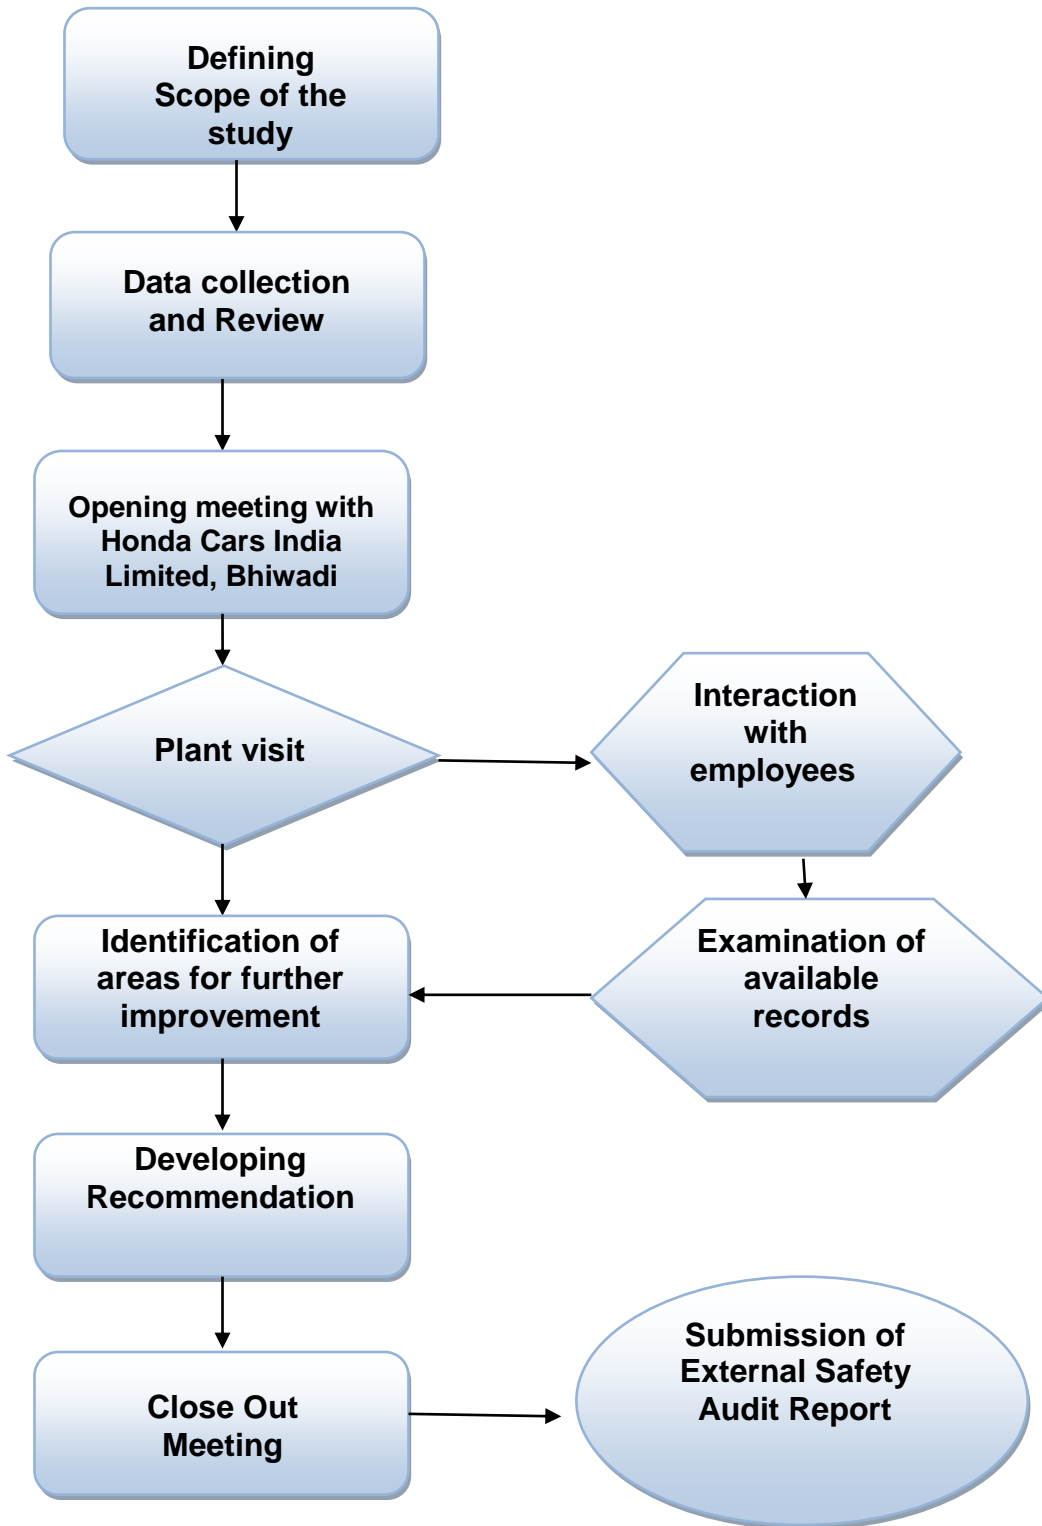 Defining
Scope of the
study
Data collection
and Review
Opening meeting with
Honda Cars India
Limited, Bhiwadi
Plant visit
Interaction
with
employees
Examination of
available
records
Identification of
areas for further
improvement
Developing
Recommendation
Close Out
Meeting
Submission of
External Safety
Audit Report